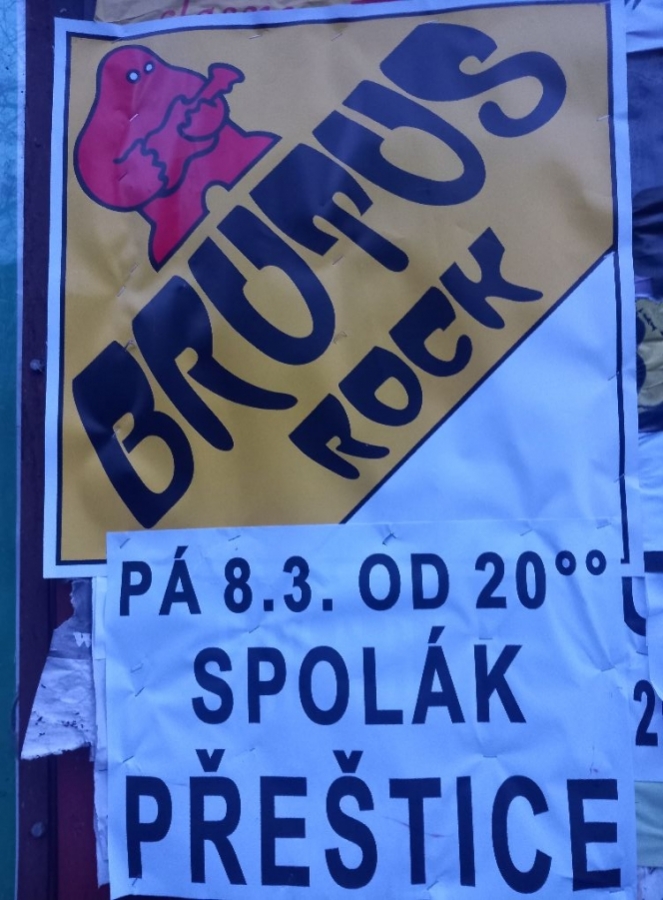 BRUTUS
ROCK
PÁ 8.3. OD 20°°
SPOLÁK
PŘEŠTICE